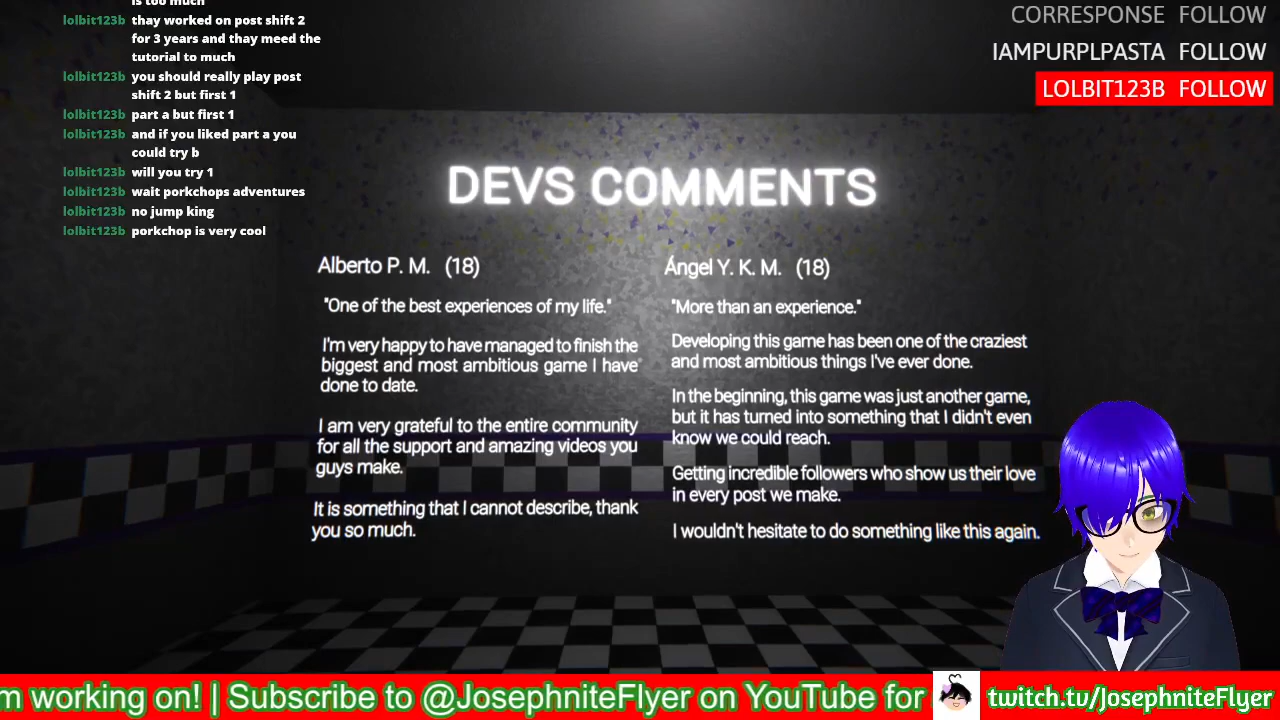 is too much
lolbit123b thay worked on post shift 2
for 3 years and thay meed the
tutorial to much
lolbit123b you should really play post
shift 2 but first 1
lolbit123b part a but first 1
lolbit123b and if you liked part a you
could try b
lolbit123b will you try 1
lolbit123b wait porkchops adventures
lolbit123b no jump king
lolbit123b porkchop is very cool
CORRESPONSE FOLLOW
IAMPURPLPASTA FOLLOW
LOLBIT123B FOLLOW
DEVS COMMENTS
Alberto P. M. (18)
"One of the best experiences of my life."
I'm very happy to have managed to finish the
biggest and most ambitious game I have
done to date.
I am very grateful to the entire community
for all the support and amazing videos you
guys make.
It is something that I cannot describe, thank
you so much.
Ángel Y. K. M. (18)
"More than an experience."
Developing this game has been one of the craziest
and most ambitious things I've ever done.
In the beginning, this game was just another game,
but it has turned into something that I didn't even
know we could reach.
Getting incredible followers who show us their love
in every post we make.
I wouldn't hesitate to do something like this again.
m working on! | Subscribe to @JosephniteFlyer on YouTube for
twitch.tv/JosephniteFlyer